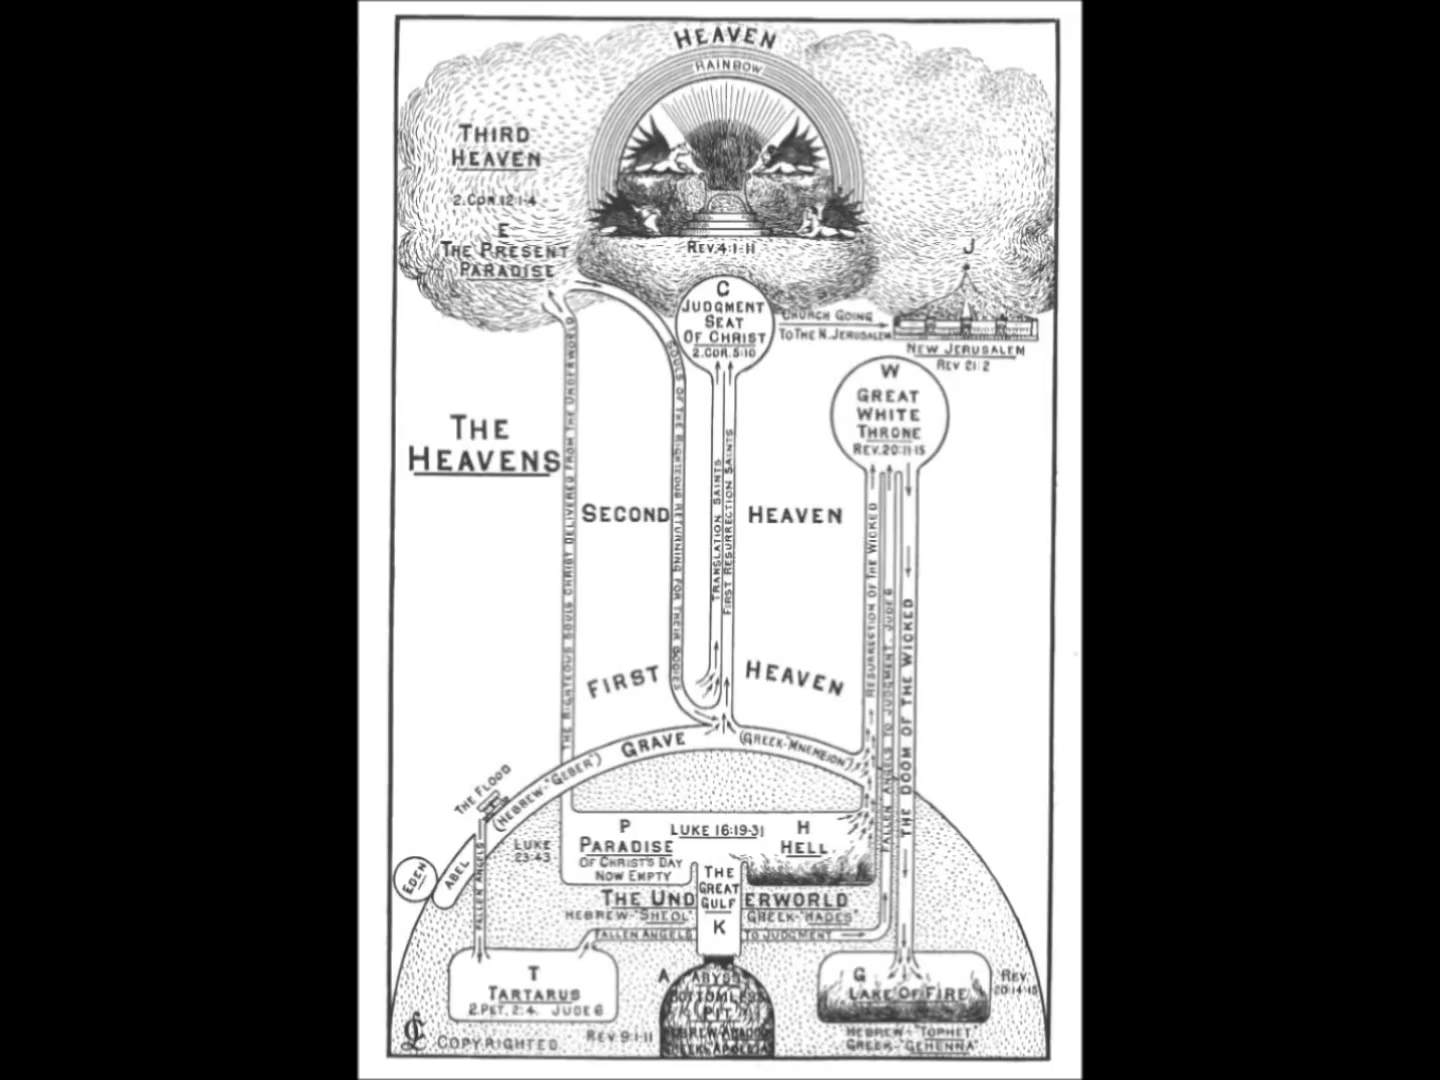 HEAVEN
RAINBOW
THIRD
HEAVEN
2.COR.12:1-4
E
THE PRESENT
PARADISE
REV.4:1-11
J
C
JUDGMENT
SEAT
OF CHRIST
2.COR.5:10
CHURCH GOING
TO THE N. JERUSALEM
NEW JERUSALEM
REV 21:2
W
GREAT
WHITE
THRONE
REV.20:11-15
THE
HEAVENS
SECOND HEAVEN
FIRST HEAVEN
THE RIGHTEOUS SOULS CHRIST DELIVERED FROM THE UNDERWORLD
SOULS OF THE RIGHTEOUS RETURNING FOR THEIR BODIES
TRANSLATION SAINTS
FIRST RESURRECTION SAINTS
RESURRECTION OF THE WICKED
FALLEN ANGELS TO JUDGMENT. JUDE 6
THE DOOM OF THE WICKED
(HEBREW-"GEBER") GRAVE (GREEK-"MNEMEION")
THE FLOOD
EDEN
ABEL
FALLEN ANGELS
LUKE
23:43
P
PARADISE
OF CHRIST'S DAY
NOW EMPTY
LUKE 16:19-31
H
HELL
THE
GREAT
GULF
K
THE UNDERWORLD
HEBREW-"SHEOL" GREEK-"HADES"
FALLEN ANGELS TO JUDGMENT
T
TARTARUS
2.PET. 2:4. JUDE 6
A
ABYSS
BOTTOMLESS
PIT
REV 9:1-11
G
LAKE OF FIRE
REV.
20:14-15
HEBREW-"TOPHET"
GREEK-"GEHENNA"
CL
COPYRIGHTED